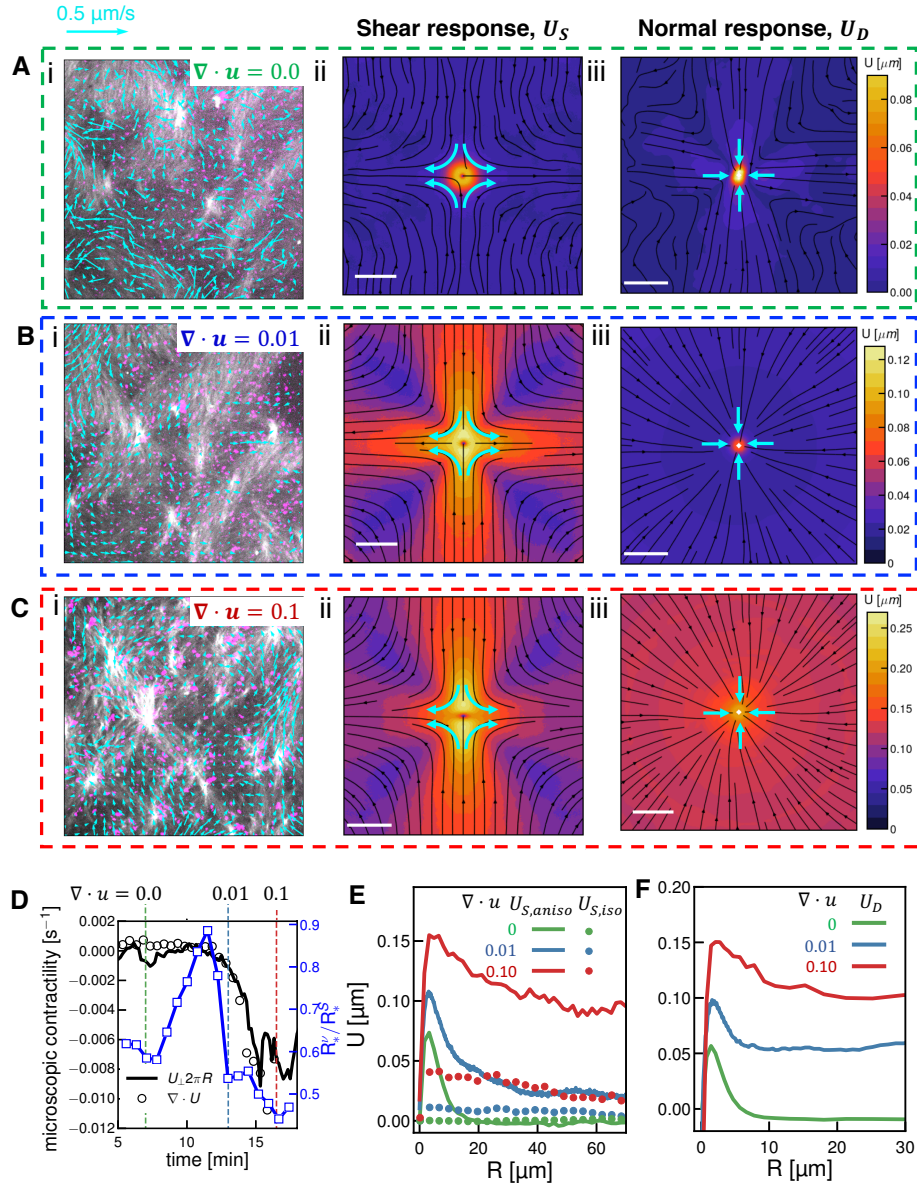 0.5 μm/s
Shear response, U_S
Normal response, U_D
A
i
∇ · u = 0.0
ii
iii
U [μm]
0.08
0.06
0.04
0.02
0.00
B
i
∇ · u = 0.01
ii
iii
U [μm]
0.12
0.10
0.08
0.06
0.04
0.02
0
C
i
∇ · u = 0.1
ii
iii
U [μm]
0.25
0.20
0.15
0.10
0.05
0
D
∇ · u = 0.0
0.01
0.1
microscopic contractility [s⁻¹]
0.002
0.000
−0.002
−0.004
−0.006
−0.008
−0.010
−0.012
U⊥2πR
∇ · U
5
10
15
time [min]
0.9
0.8
0.7
0.6
0.5
R*^ν/R*^S
E
∇ · u U_S,aniso U_S,iso
0
0.01
0.10
U [μm]
0.15
0.10
0.05
0.00
0
20
40
60
R [μm]
F
∇ · u U_D
0
0.01
0.10
0.20
0.15
0.10
0.05
0.00
0
10
20
30
R [μm]